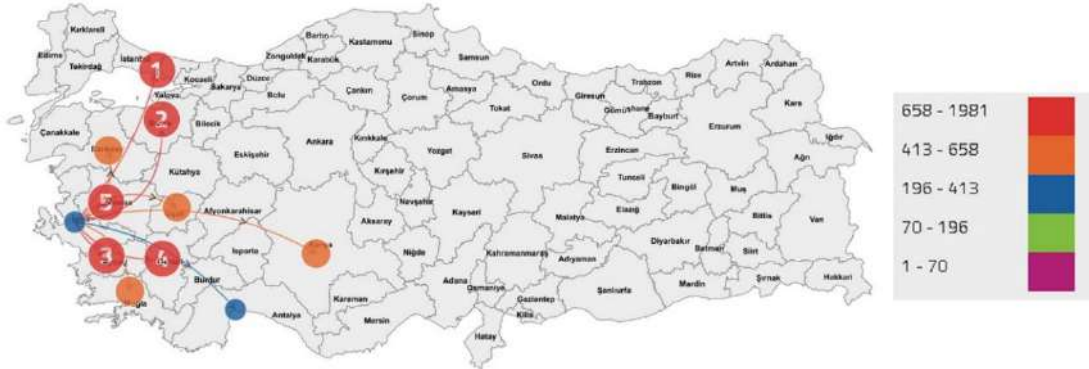 Kırklareli
Edirne
Tekirdağ
İstanbul
1
Kocaeli
Yalova
Sakarya
Düzce
Zonguldak
Bartın
Karabük
Kastamonu
Sinop
Samsun
Bolu
Çankırı
Çorum
Amasya
Tokat
Ordu
Giresun
Trabzon
Rize
Artvin
Ardahan
Kars
Gümüşhane
Bayburt
Erzurum
Iğdır
Ağrı
Çanakkale
2
Bilecik
Eskişehir
Ankara
Kırıkkale
Yozgat
Sivas
Erzincan
Tunceli
Bingöl
Muş
Kütahya
Kırşehir
5
Afyonkarahisar
Nevşehir
Kayseri
Aksaray
Malatya
Elazığ
Bitlis
Van
3
4
Isparta
Niğde
Kahramanmaraş
Adıyaman
Diyarbakır
Batman
Siirt
Burdur
Adana
Osmaniye
Şırnak
Hakkari
Muğla
Antalya
Karaman
Mersin
Gaziantep
Kilis
Şanlıurfa
Mardin
Hatay
658 - 1981
413 - 658
196 - 413
70 - 196
1 - 70